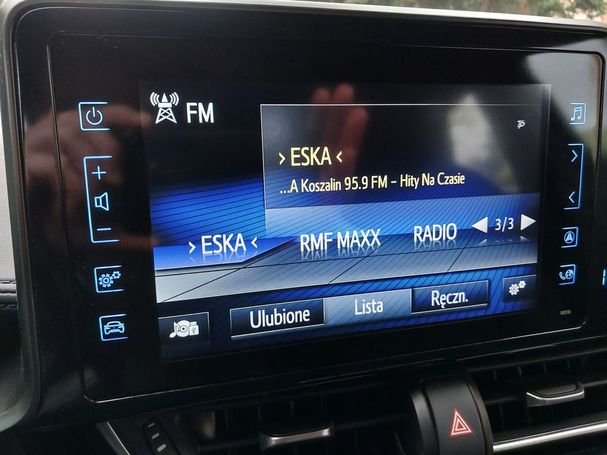 FM
› ESKA ‹
...A Koszalin 95.9 FM – Hity Na Czasie
› ESKA ‹ RMF MAXX RADIO 3/3
Ulubione Lista Ręczn.